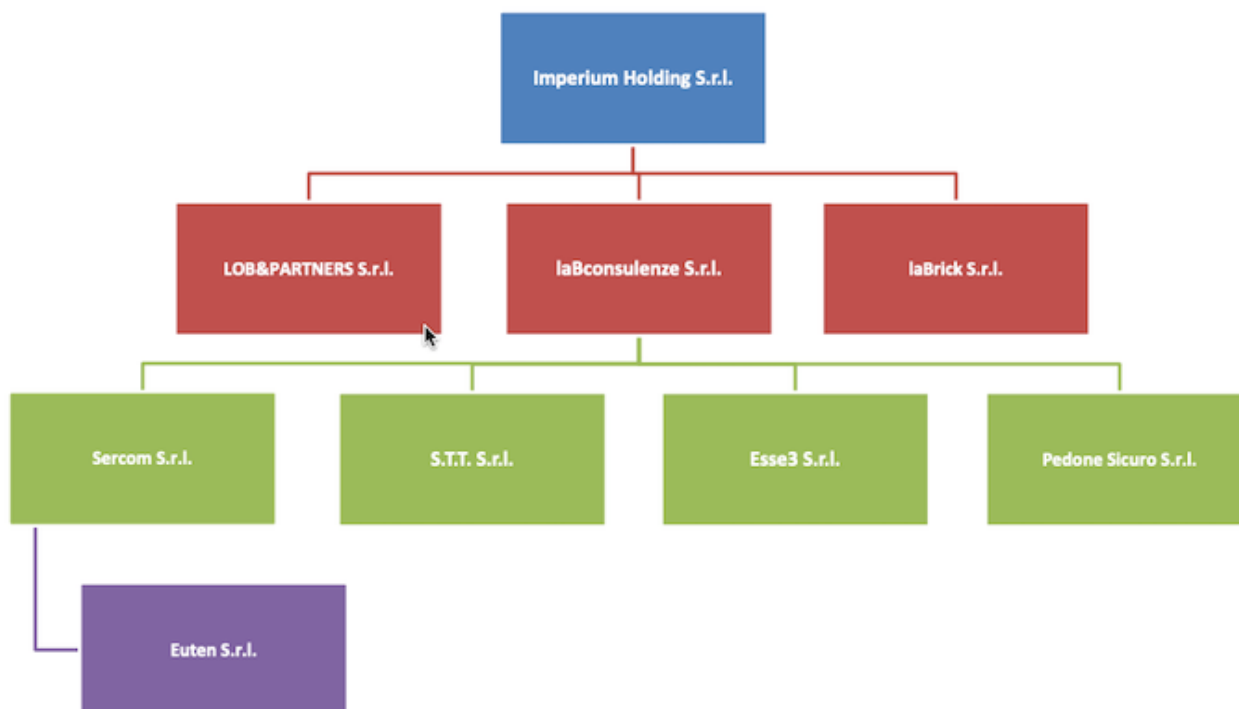 Imperium Holding S.r.l.
LOB&PARTNERS S.r.l.
laBconsulenze S.r.l.
laBrick S.r.l.
Sercom S.r.l.
S.T.T. S.r.l.
Esse3 S.r.l.
Pedone Sicuro S.r.l.
Euten S.r.l.